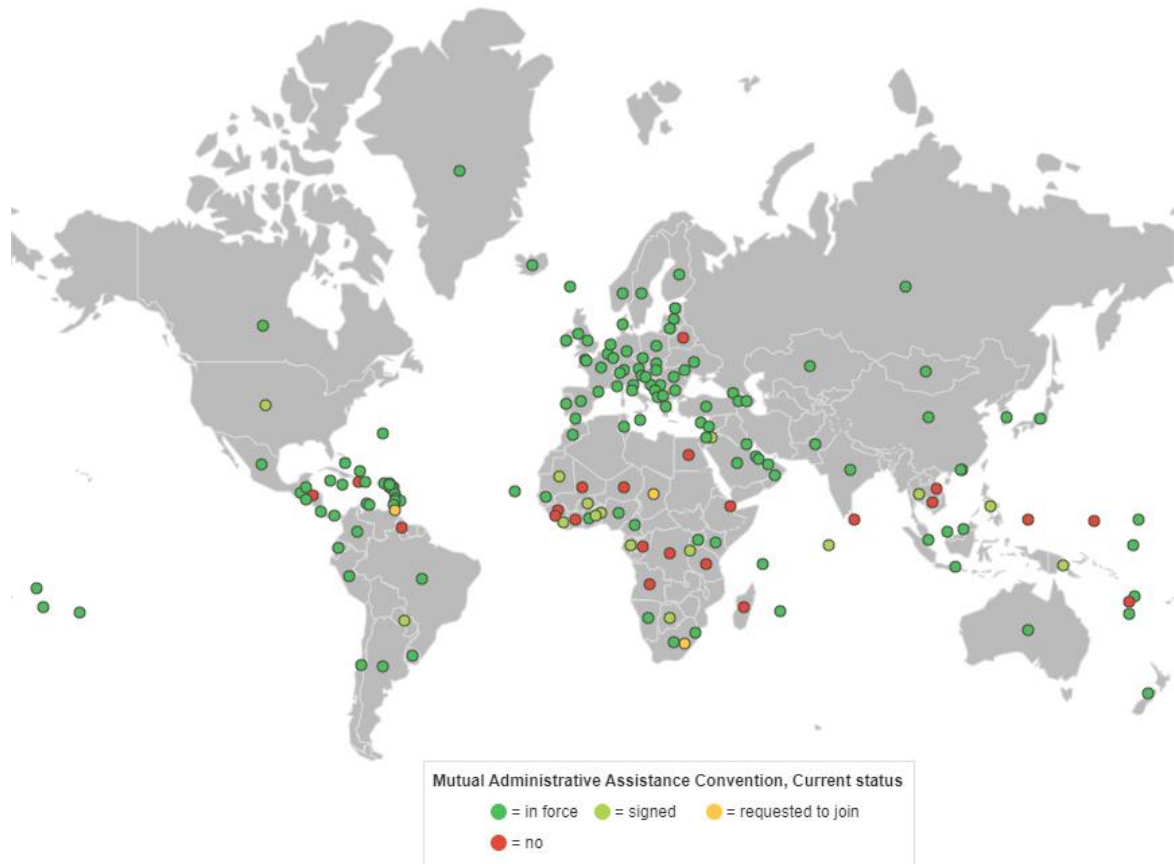 Mutual Administrative Assistance Convention, Current status
= in force = signed = requested to join
= no